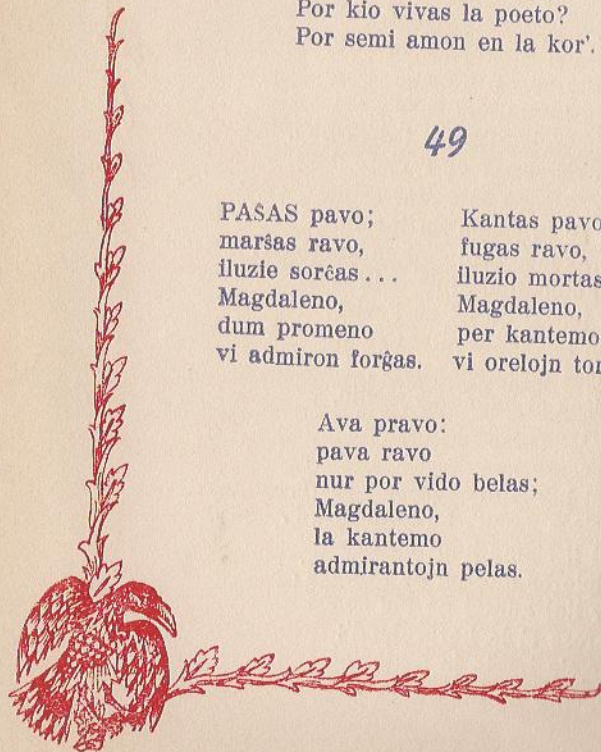 Por kio vivas la poeto?
Por semi amon en la kor'.
49
PAŜAS pavo;
marŝas ravo,
iluzie sorĉas...
Magdaleno,
dum promeno
vi admiron forĝas.
Kantas pavo
fugas ravo,
iluzio mortas
Magdaleno,
per kantemo
vi orelojn tor
Ava pravo:
pava ravo
nur por vido belas;
Magdaleno,
la kantemo
admirantojn pelas.